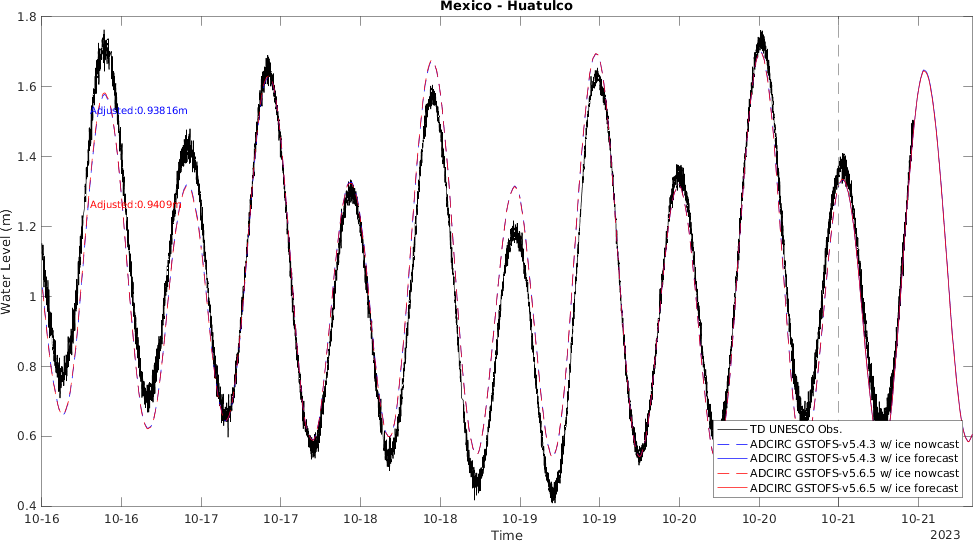 Mexico - Huatulco
1.8
1.6
1.4
1.2
1
0.8
0.6
0.4
Water Level (m)
Adjusted:0.93816m
Adjusted:0.9409m
TD UNESCO Obs.
ADCIRC GSTOFS-v5.4.3 w/ ice nowcast
ADCIRC GSTOFS-v5.4.3 w/ ice forecast
ADCIRC GSTOFS-v5.6.5 w/ ice nowcast
ADCIRC GSTOFS-v5.6.5 w/ ice forecast
10-16 10-16 10-17 10-17 10-18 10-18 10-19 10-19 10-20 10-20 10-21 10-21
Time
2023